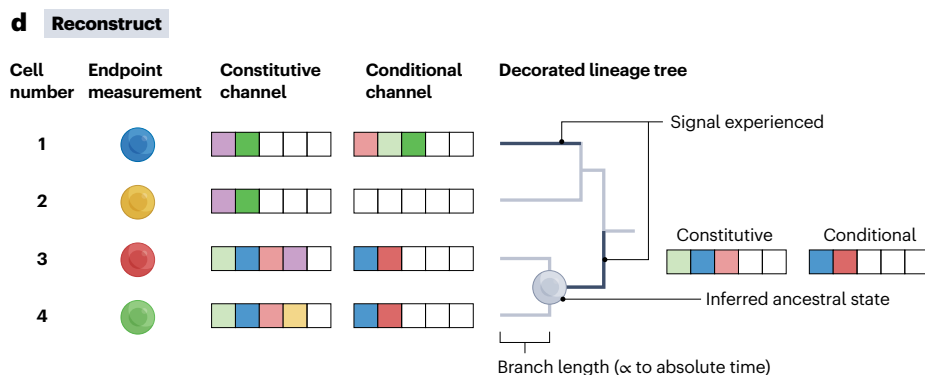 d Reconstruct
Cell number
Endpoint measurement
Constitutive channel
Conditional channel
Decorated lineage tree
1
2
3
4
Signal experienced
Constitutive
Conditional
Inferred ancestral state
Branch length (∝ to absolute time)